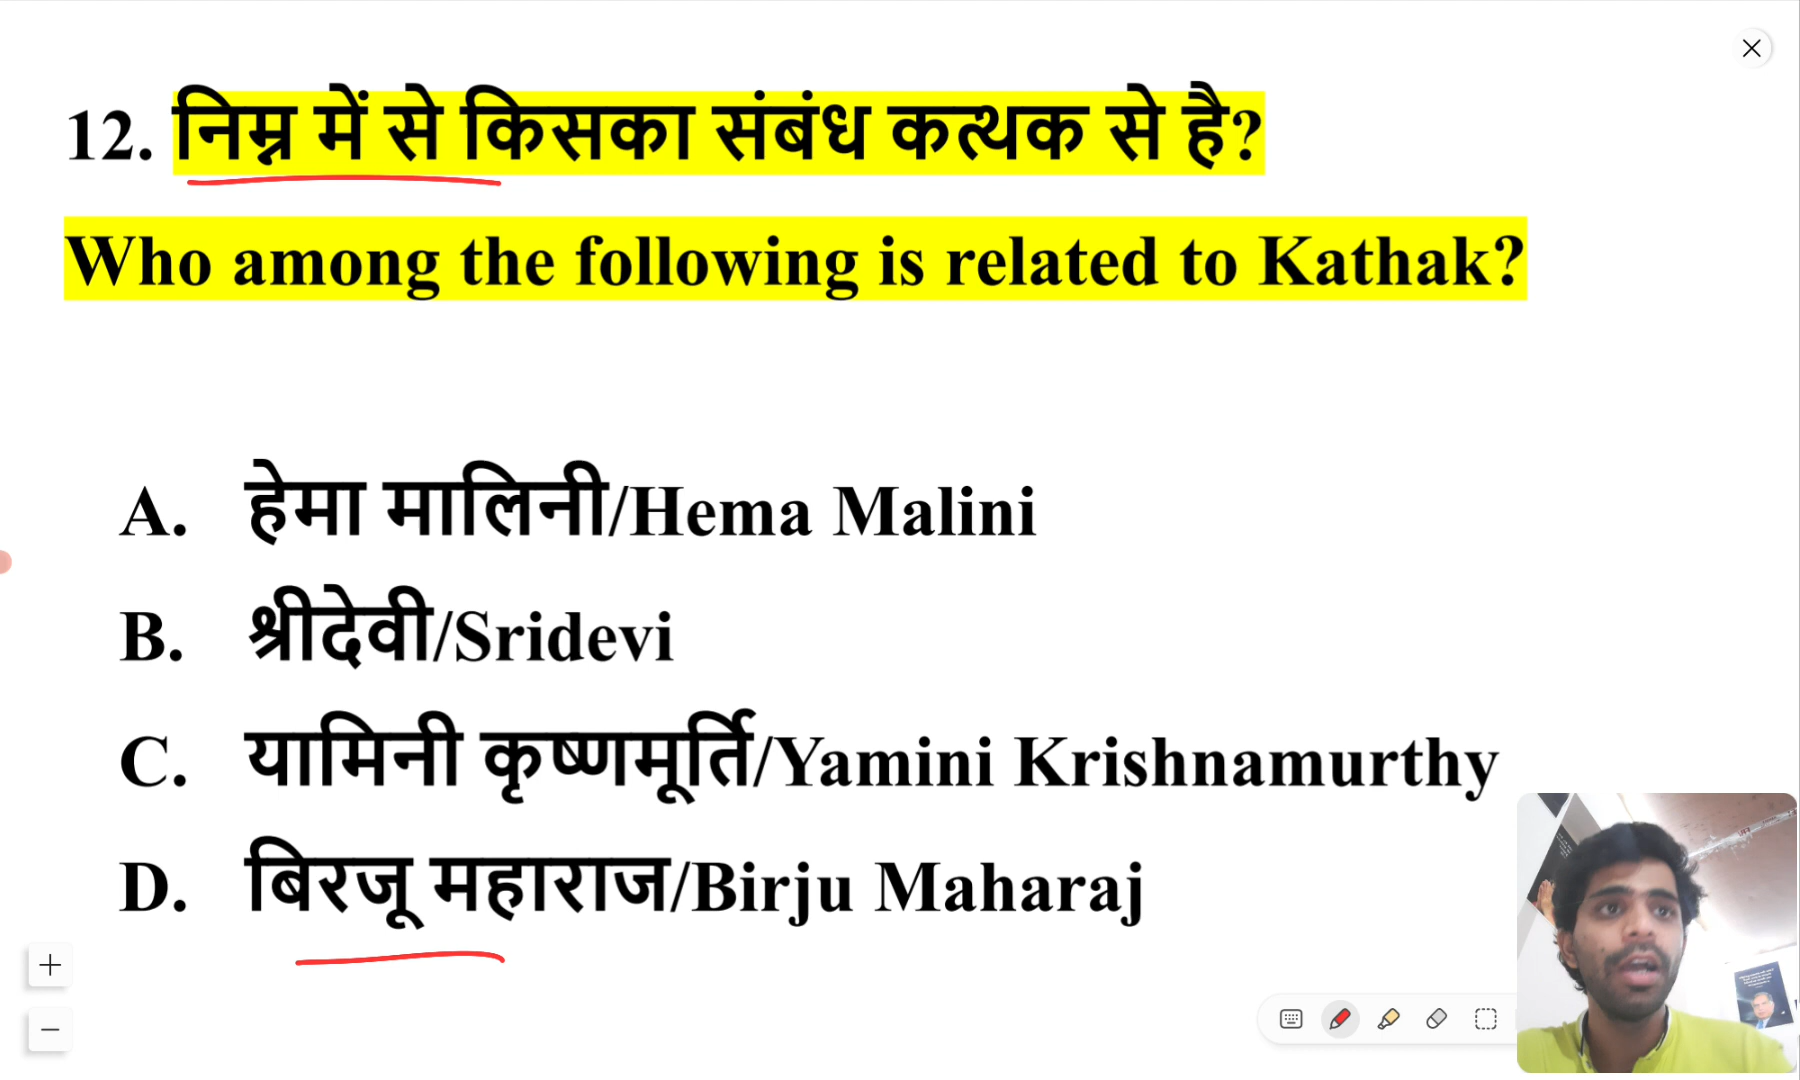 12. निम्न में से किसका संबंध कत्थक से है?
Who among the following is related to Kathak?
A. हेमा मालिनी/Hema Malini
B. श्रीदेवी/Sridevi
C. यामिनी कृष्णमूर्ति/Yamini Krishnamurthy
D. बिरजू महाराज/Birju Maharaj